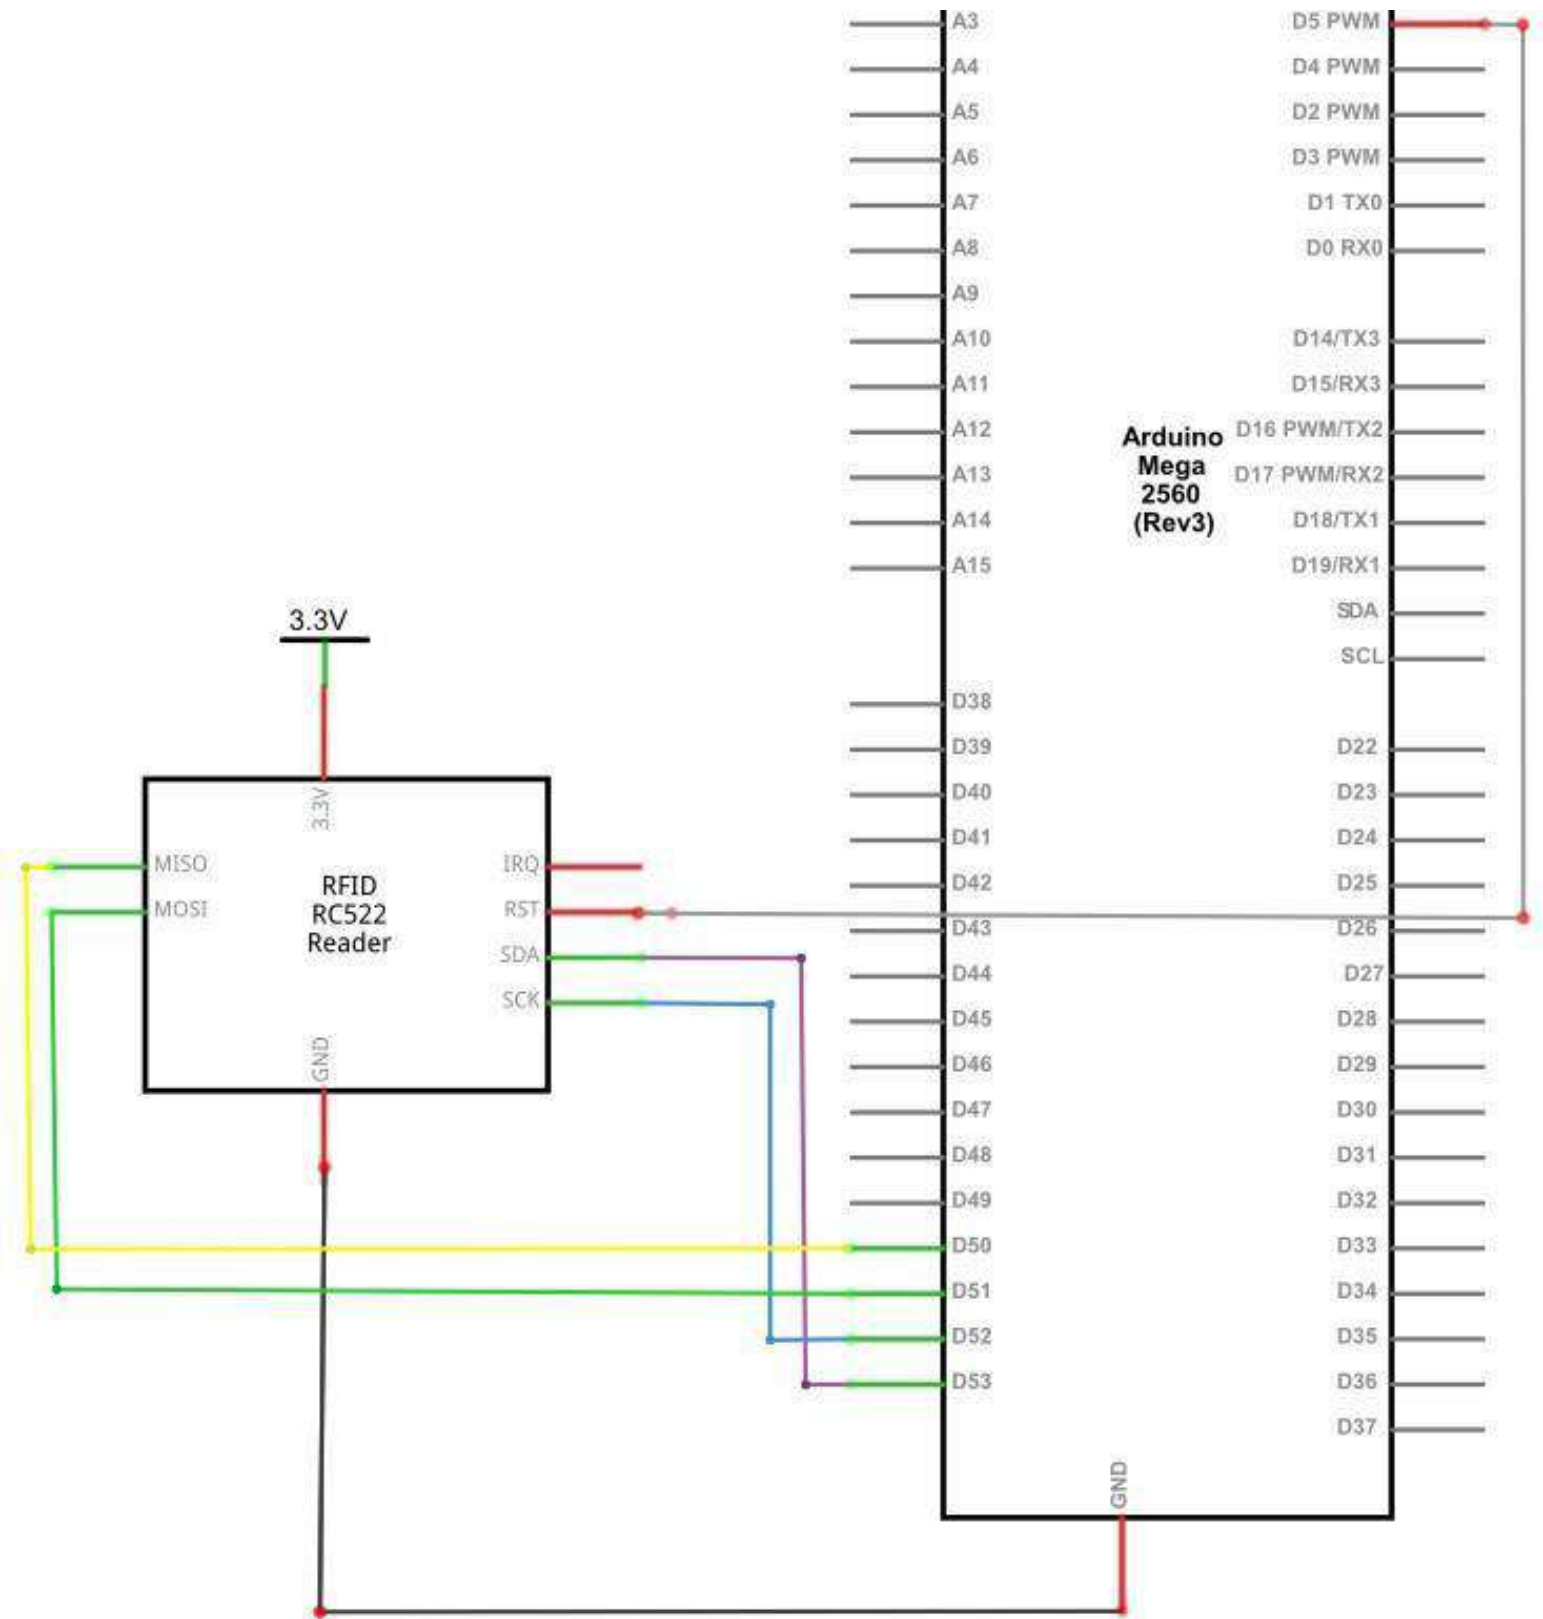 A3
A4
A5
A6
A7
A8
A9
A10
A11
A12
A13
A14
A15
D38
D39
D40
D41
D42
D43
D44
D45
D46
D47
D48
D49
D50
D51
D52
D53
D5 PWM
D4 PWM
D2 PWM
D3 PWM
D1 TX0
D0 RX0
D14/TX3
D15/RX3
D16 PWM/TX2
D17 PWM/RX2
D18/TX1
D19/RX1
SDA
SCL
D22
D23
D24
D25
D26
D27
D28
D29
D30
D31
D32
D33
D34
D35
D36
D37
Arduino
Mega
2560
(Rev3)
GND
3.3V
3.3V
MISO
MOSI
RFID
RC522
Reader
IRQ
RST
SDA
SCK
GND